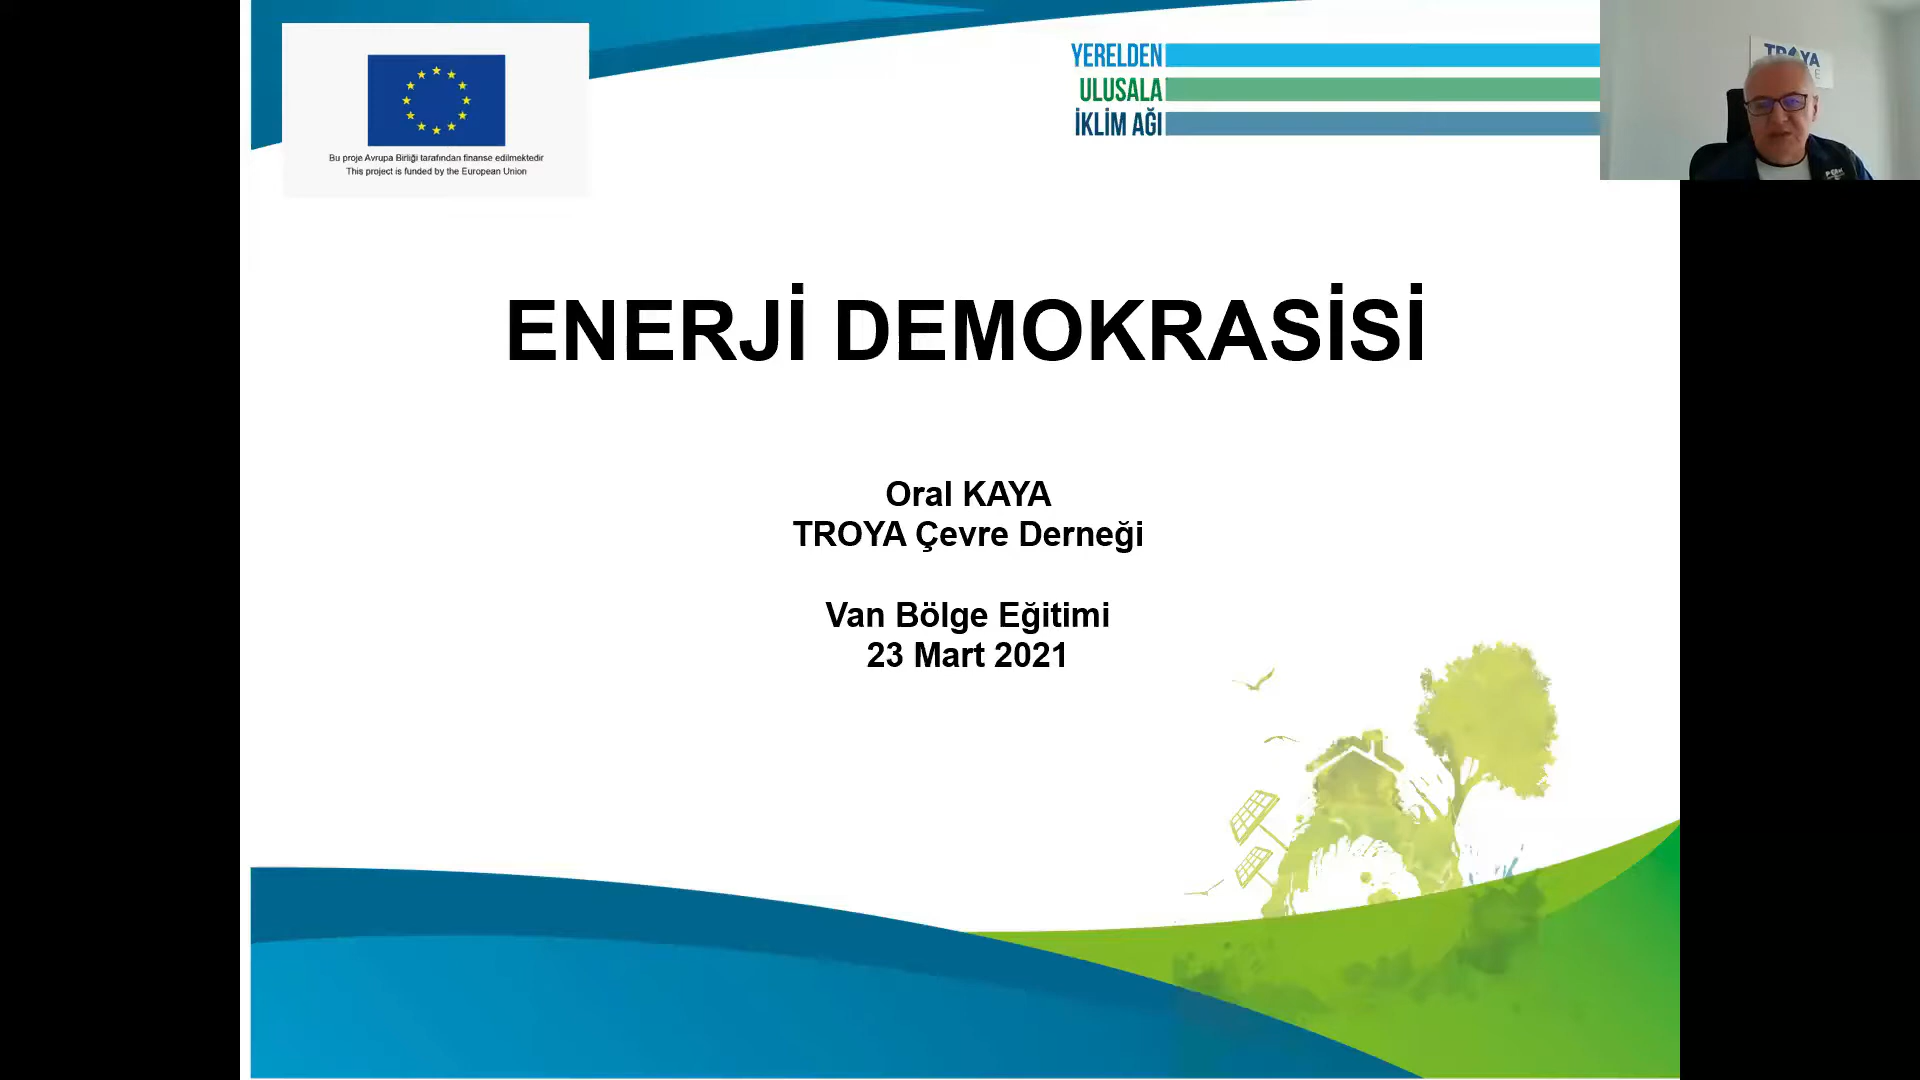 Bu proje Avrupa Birliği tarafından finanse edilmektedir
This project is funded by the European Union
YERELDEN
ULUSALA
İKLİM AĞI
ENERJİ DEMOKRASİSİ
Oral KAYA
TROYA Çevre Derneği
Van Bölge Eğitimi
23 Mart 2021